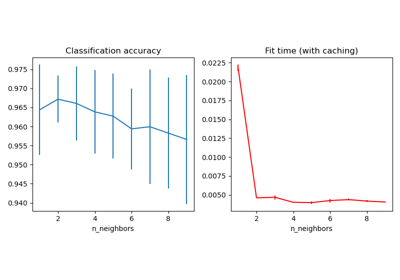 Classification accuracy
0.975
0.970
0.965
0.960
0.955
0.950
0.945
0.940
2 4 6 8
n_neighbors
Fit time (with caching)
0.0225
0.0200
0.0175
0.0150
0.0125
0.0100
0.0075
0.0050
2 4 6 8
n_neighbors